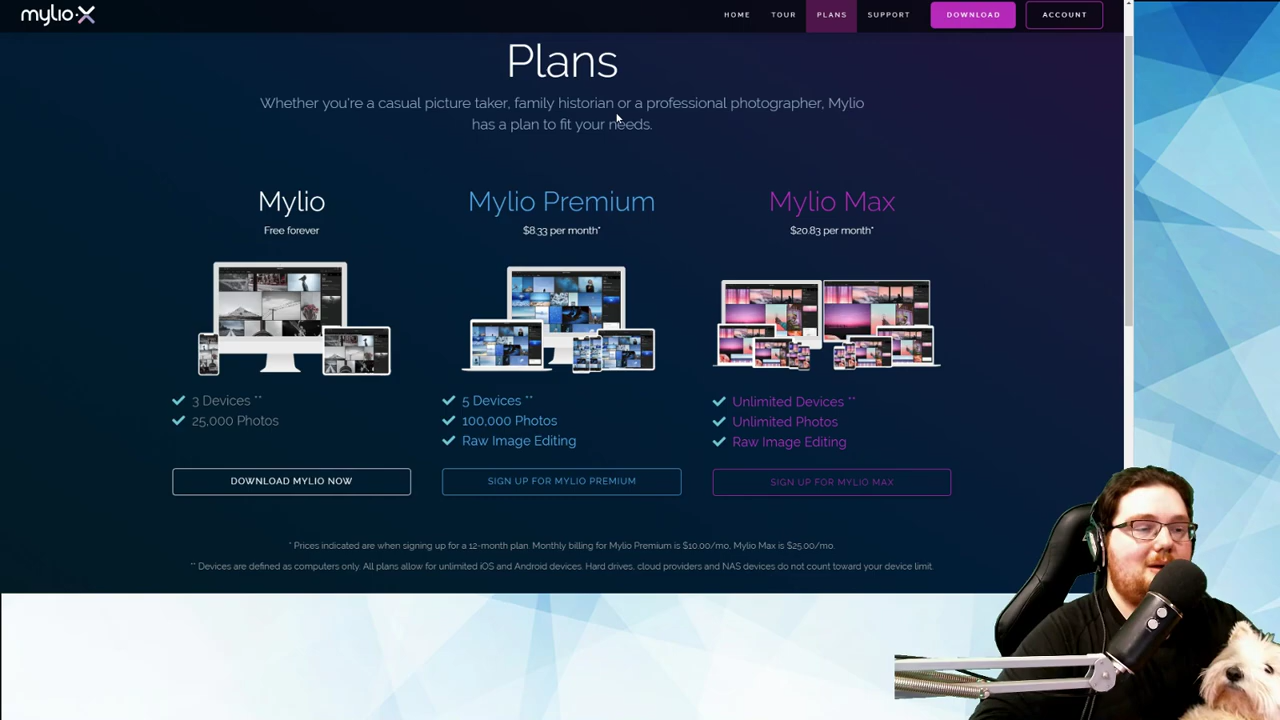 mylio·X
HOME TOUR PLANS SUPPORT DOWNLOAD ACCOUNT
Plans
Whether you're a casual picture taker, family historian or a professional photographer, Mylio
has a plan to fit your needs.
Mylio
Free forever
3 Devices **
25,000 Photos
DOWNLOAD MYLIO NOW
Mylio Premium
$8.33 per month*
5 Devices **
100,000 Photos
Raw Image Editing
SIGN UP FOR MYLIO PREMIUM
Mylio Max
$20.83 per month*
Unlimited Devices **
Unlimited Photos
Raw Image Editing
SIGN UP FOR MYLIO MAX
* Prices indicated are when signing up for a 12-month plan. Monthly billing for Mylio Premium is $10.00/mo, Mylio Max is $25.00/mo.
** Devices are defined as computers only. All plans allow for unlimited iOS and Android devices. Hard drives, cloud providers and NAS devices do not count toward your device limit.